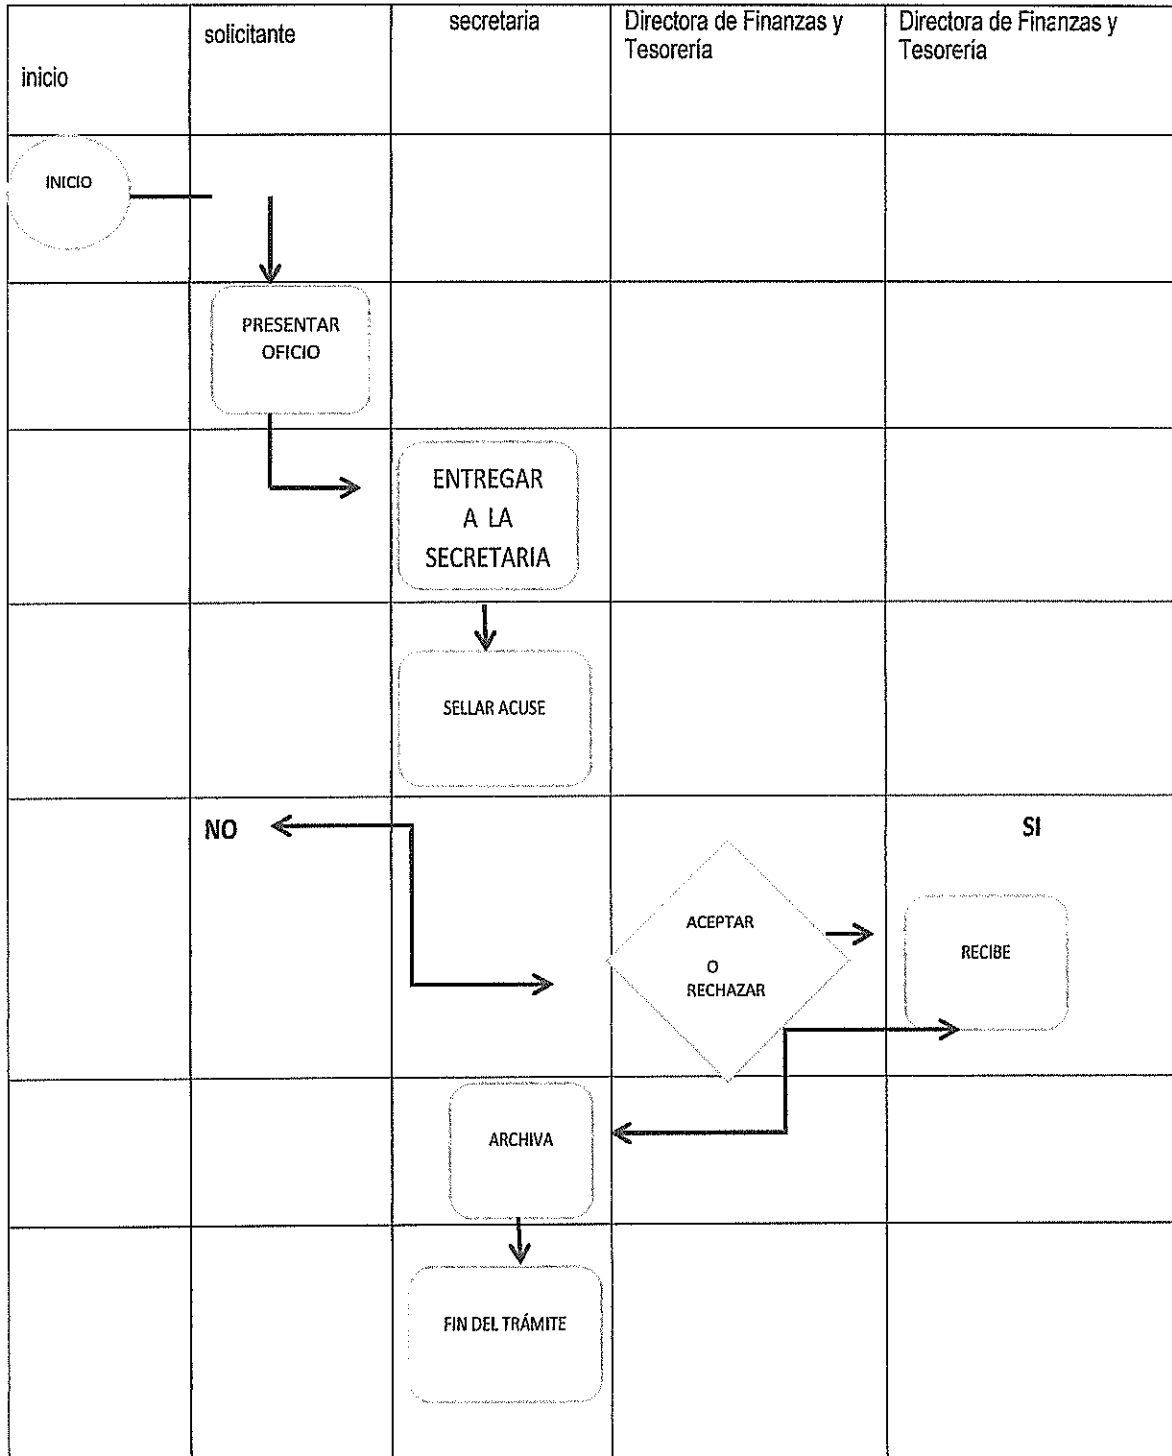 inicio
solicitante
secretaria
Directora de Finanzas y
Tesorería
Directora de Finanzas y
Tesorería
INICIO
PRESENTAR
OFICIO
ENTREGAR
A LA
SECRETARIA
SELLAR ACUSE
NO
SI
ACEPTAR
O
RECHAZAR
RECIBE
ARCHIVA
FIN DEL TRÁMITE